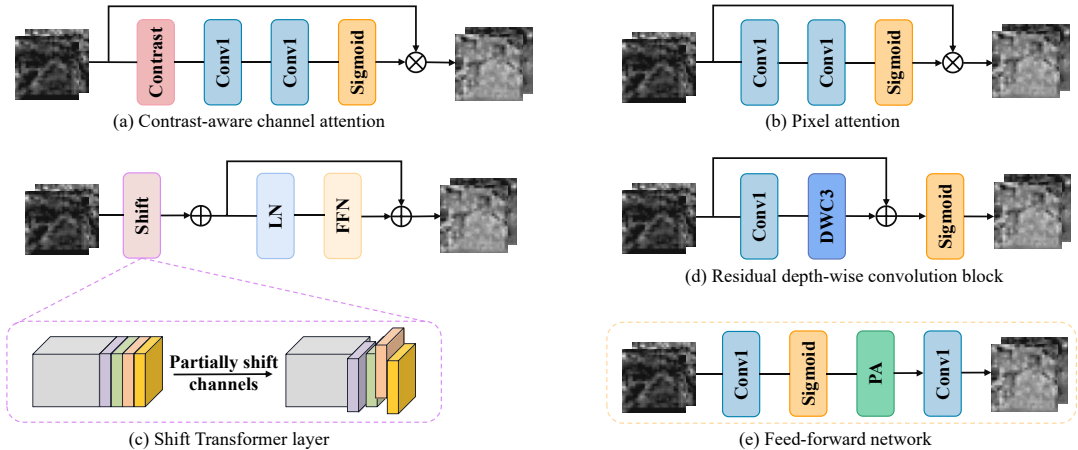 Contrast
Conv1
Conv1
Sigmoid
(a) Contrast-aware channel attention
Conv1
Conv1
Sigmoid
(b) Pixel attention
Shift
LN
FFN
Partially shift
channels
(c) Shift Transformer layer
Conv1
DWC3
Sigmoid
(d) Residual depth-wise convolution block
Conv1
Sigmoid
PA
Conv1
(e) Feed-forward network